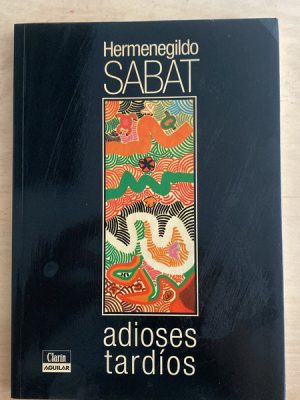 Hermenegildo
SABAT
adioses
tardíos
Clarín
AGUILAR